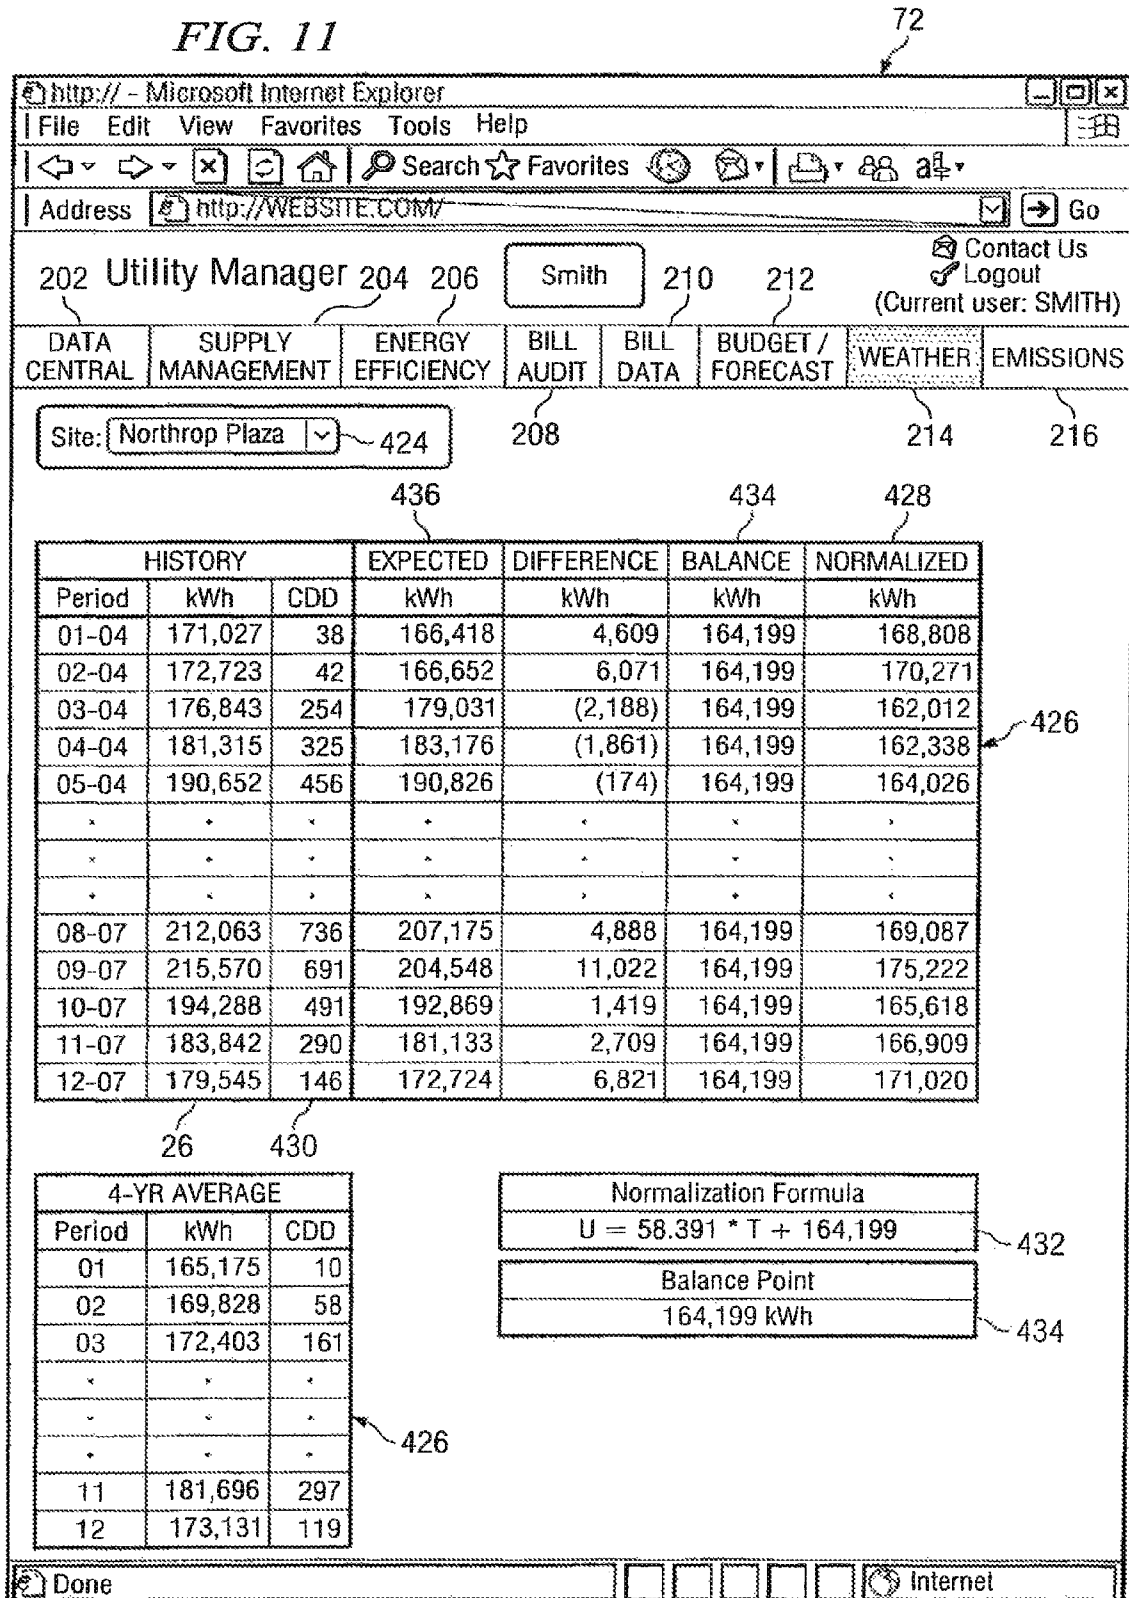 FIG. 11
72
http:// - Microsoft Internet Explorer
File Edit View Favorites Tools Help
Search Favorites
Address http://WEBSITE.COM/ Go
Utility Manager Smith Contact Us
Logout
(Current user: SMITH)
202 204 206 210 212
DATA CENTRAL SUPPLY MANAGEMENT ENERGY EFFICIENCY BILL AUDIT BILL DATA BUDGET / FORECAST WEATHER EMISSIONS
208 214 216
Site: Northrop Plaza 424
436 434 428
HISTORY EXPECTED DIFFERENCE BALANCE NORMALIZED
Period kWh CDD kWh kWh kWh kWh
01-04 171,027 38 166,418 4,609 164,199 168,808
02-04 172,723 42 166,652 6,071 164,199 170,271
03-04 176,843 254 179,031 (2,188) 164,199 162,012
426
04-04 181,315 325 183,176 (1,861) 164,199 162,338
05-04 190,652 456 190,826 (174) 164,199 164,026
08-07 212,063 736 207,175 4,888 164,199 169,087
09-07 215,570 691 204,548 11,022 164,199 175,222
10-07 194,288 491 192,869 1,419 164,199 165,618
11-07 183,842 290 181,133 2,709 164,199 166,909
12-07 179,545 146 172,724 6,821 164,199 171,020
26 430
4-YR AVERAGE
Period kWh CDD
01 165,175 10
02 169,828 58
03 172,403 161
426
11 181,696 297
12 173,131 119
Normalization Formula
U = 58.391 * T + 164,199
432
Balance Point
164,199 kWh
434
Done Internet